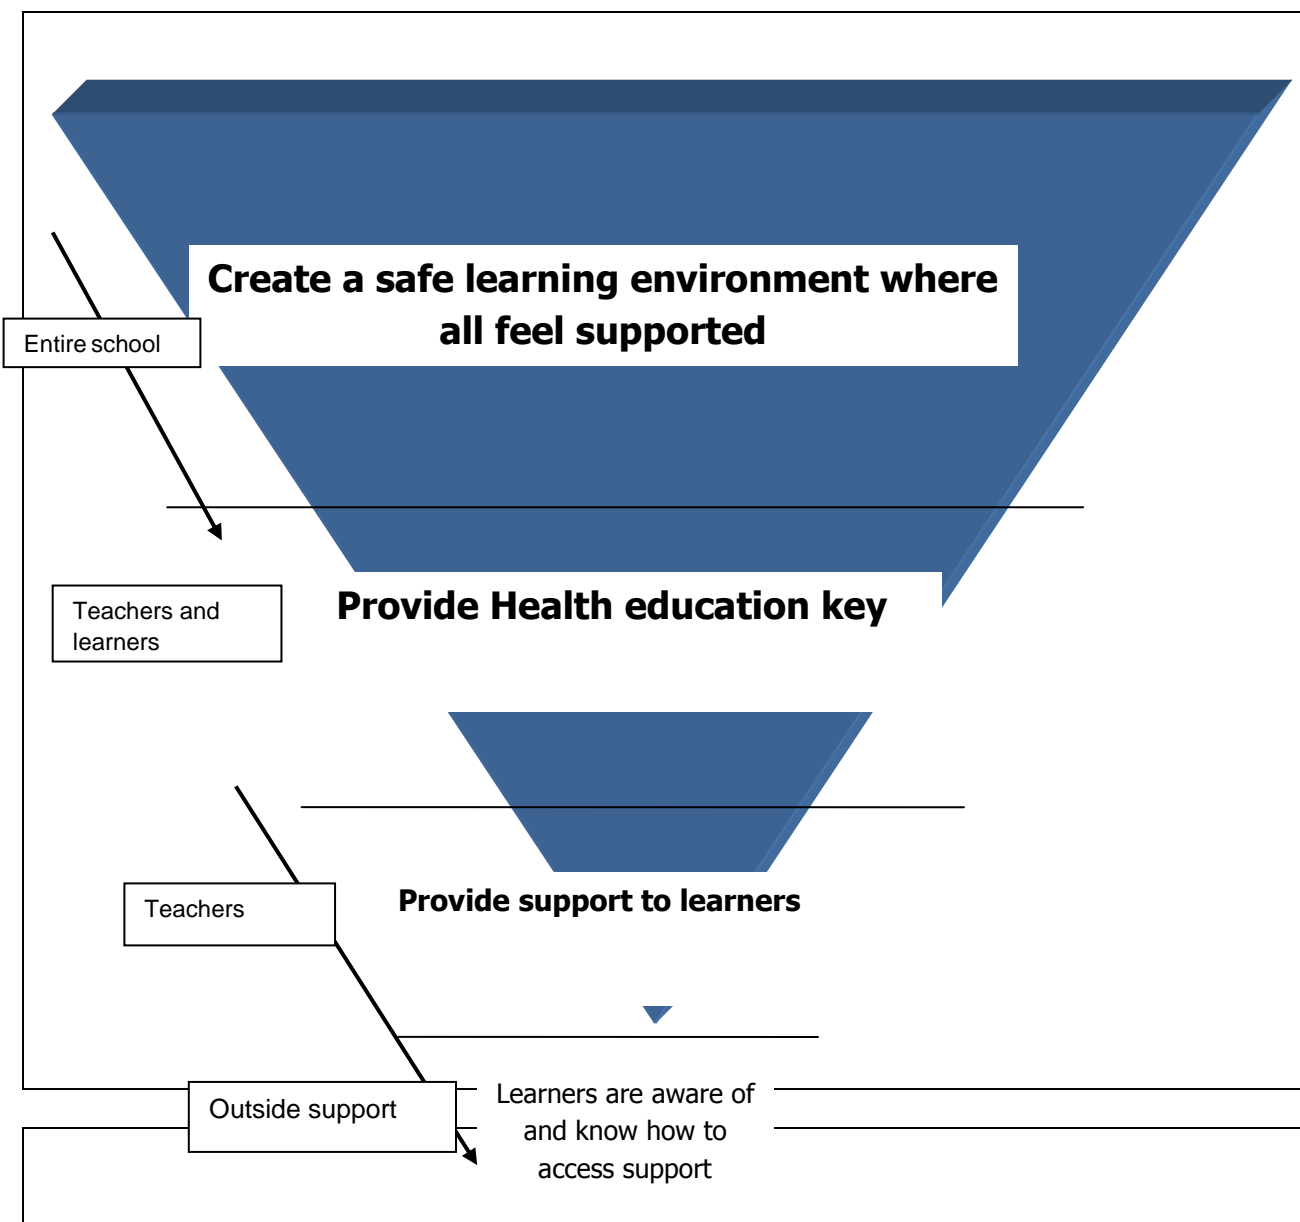 Create a safe learning environment where
all feel supported
Entire school
Teachers and
learners
Provide Health education key
Teachers
Provide support to learners
Outside support
Learners are aware of
and know how to
access support